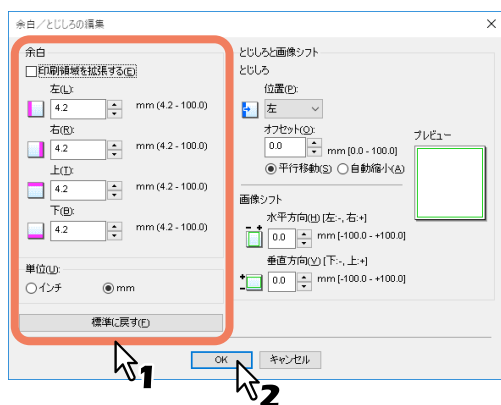 余白／とじしろの編集
余白
印刷領域を拡張する(E)
左(L):
4.2 mm (4.2 - 100.0)
右(R):
4.2 mm (4.2 - 100.0)
上(T):
4.2 mm (4.2 - 100.0)
下(B):
4.2 mm (4.2 - 100.0)
単位(U):
インチ mm
標準に戻す(F)
とじしろと画像シフト
とじしろ
位置(P):
左
オフセット(O):
0.0 mm [0.0 - 100.0]
平行移動(S) 自動縮小(A)
プレビュー
画像シフト
水平方向(H) [左:-, 右:+]
0.0 mm [-100.0 - +100.0]
垂直方向(V) [下:-, 上:+]
0.0 mm [-100.0 - +100.0]
OK キャンセル
1
2